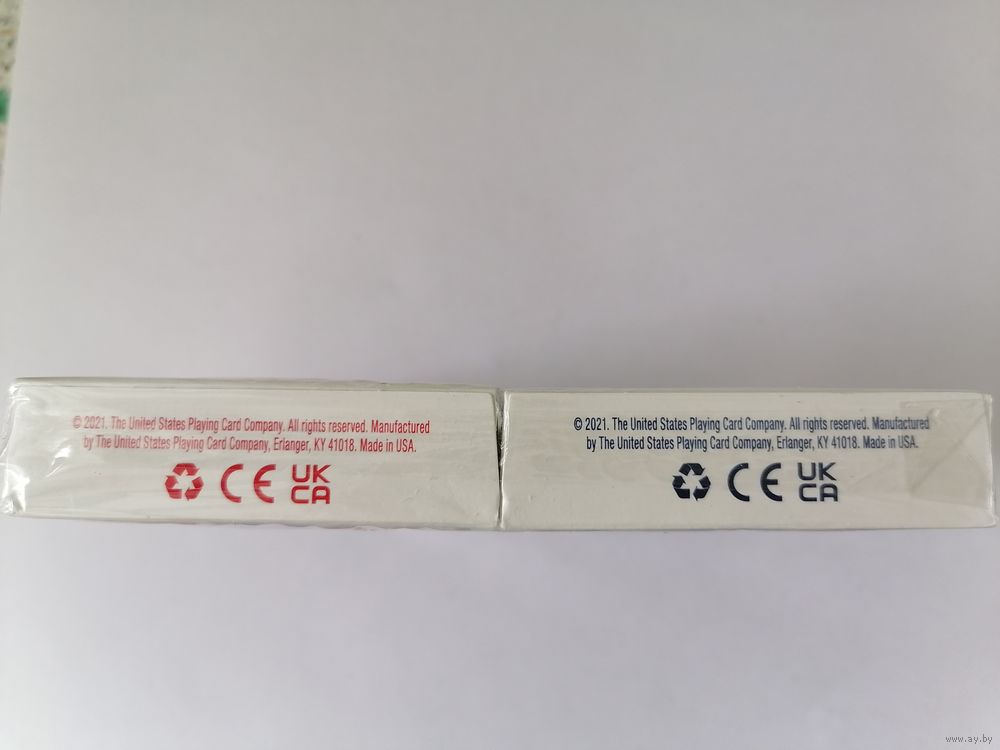 © 2021. The United States Playing Card Company. All rights reserved. Manufactured
by The United States Playing Card Company, Erlanger, KY 41018. Made in USA.
CE UK
CA
© 2021. The United States Playing Card Company. All rights reserved. Manufactured
by The United States Playing Card Company, Erlanger, KY 41018. Made in USA.
CE UK
CA
www.ay.by